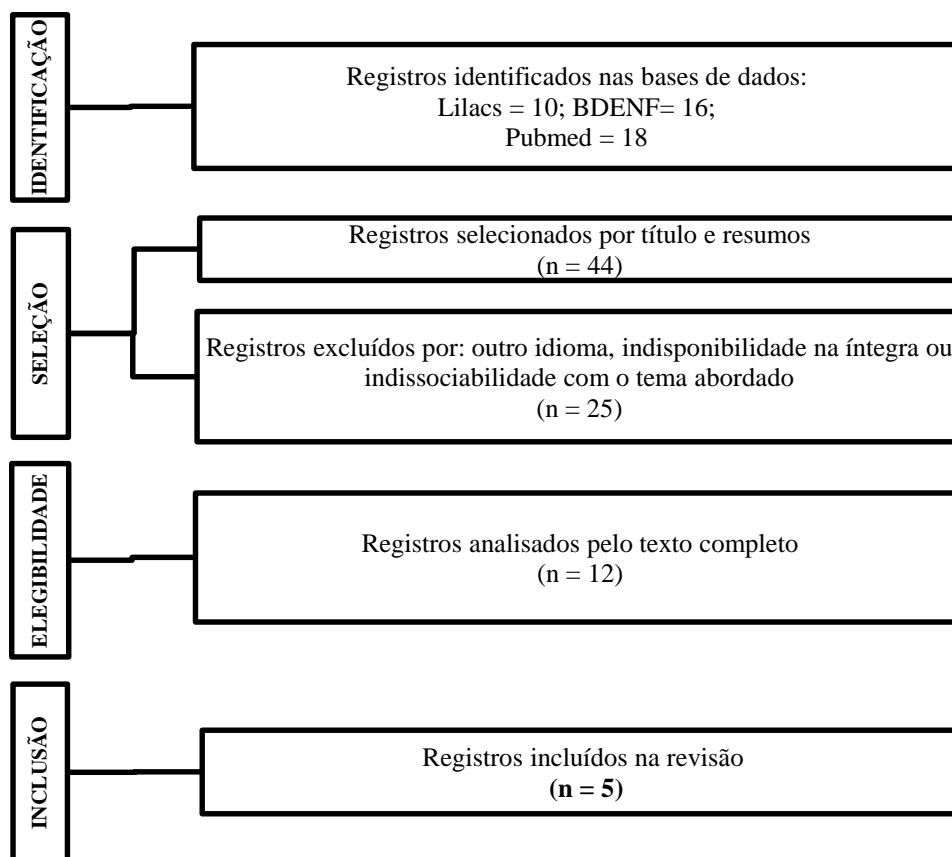 IDENTIFICAÇÃO
Registros identificados nas bases de dados:
Lilacs = 10; BDENF= 16;
Pubmed = 18
SELEÇÃO
Registros selecionados por título e resumos
(n = 44)
Registros excluídos por: outro idioma, indisponibilidade na íntegra ou
indissociabilidade com o tema abordado
(n = 25)
ELEGIBILIDADE
Registros analisados pelo texto completo
(n = 12)
INCLUSÃO
Registros incluídos na revisão
(n = 5)